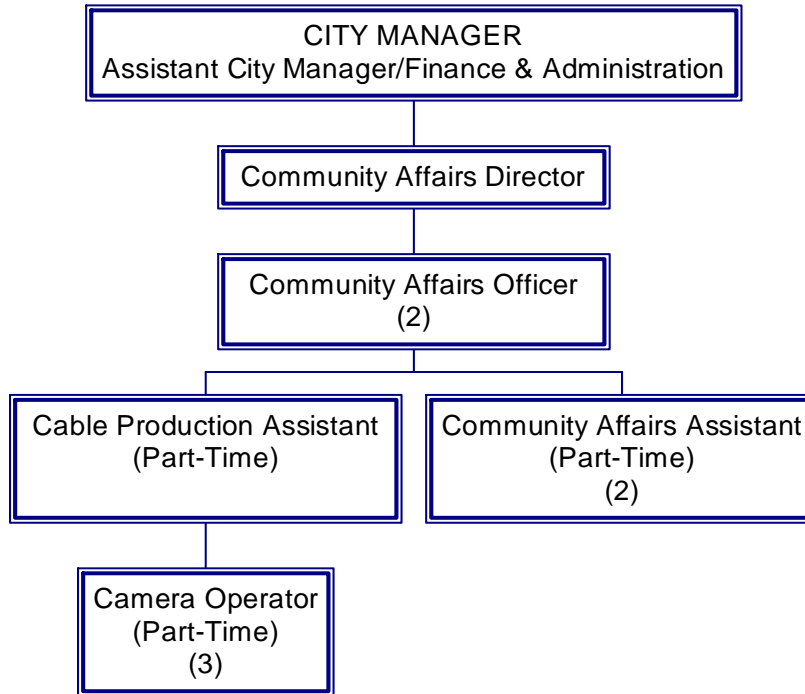 CITY MANAGER
Assistant City Manager/Finance & Administration
Community Affairs Director
Community Affairs Officer
(2)
Cable Production Assistant
(Part-Time)
Community Affairs Assistant
(Part-Time)
(2)
Camera Operator
(Part-Time)
(3)